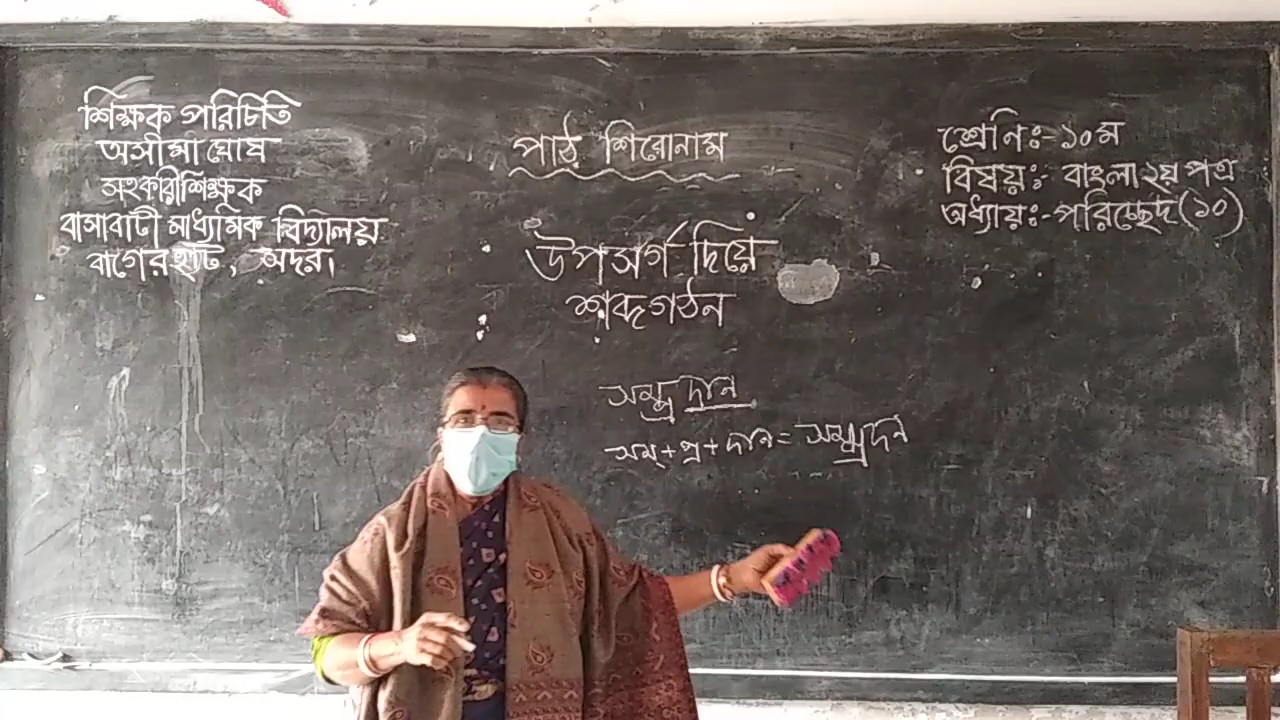 শিক্ষক পরিচিতি
অসীমা ঘোষ
সহকারীশিক্ষক
বাসাবাটী মাধ্যমিক বিদ্যালয়
বাগেরহাট, সদর।
পাঠ শিরোনাম
উপসর্গ দিয়ে
শব্দগঠন
সম্প্রদান
সম্+প্র+দান= সম্প্রদান
শ্রেনিঃ-১০ম
বিষয়ঃ- বাংলা ২য় পত্র
অধ্যায়ঃ-পরিচ্ছেদ(১০)